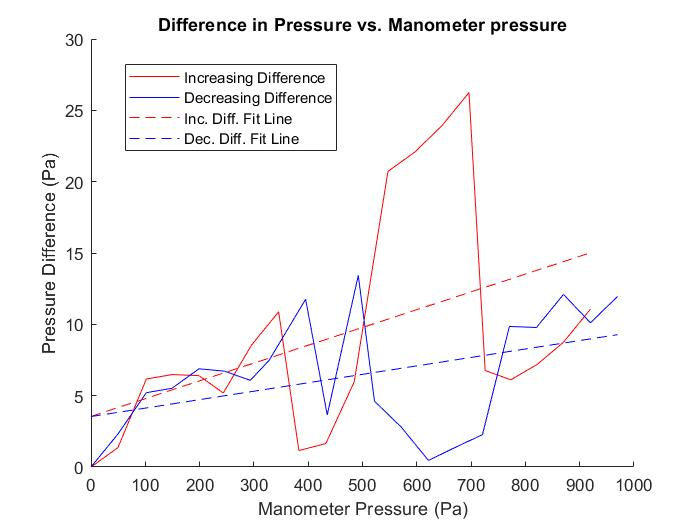 Difference in Pressure vs. Manometer pressure
30
25
20
15
10
5
0
Pressure Difference (Pa)
Increasing Difference
Decreasing Difference
Inc. Diff. Fit Line
Dec. Diff. Fit Line
0 100 200 300 400 500 600 700 800 900 1000
Manometer Pressure (Pa)